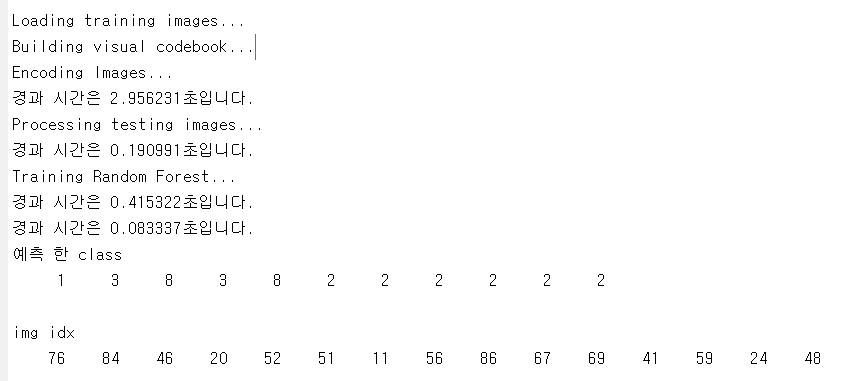 Loading training images...
Building visual codebook...
Encoding Images...
경과 시간은 2.956231초입니다.
Processing testing images...
경과 시간은 0.190991초입니다.
Training Random Forest...
경과 시간은 0.415322초입니다.
경과 시간은 0.083337초입니다.
예측 한 class
1 3 8 3 8 2 2 2 2 2 2
img idx
76 84 46 20 52 51 11 56 86 67 69 41 59 24 48